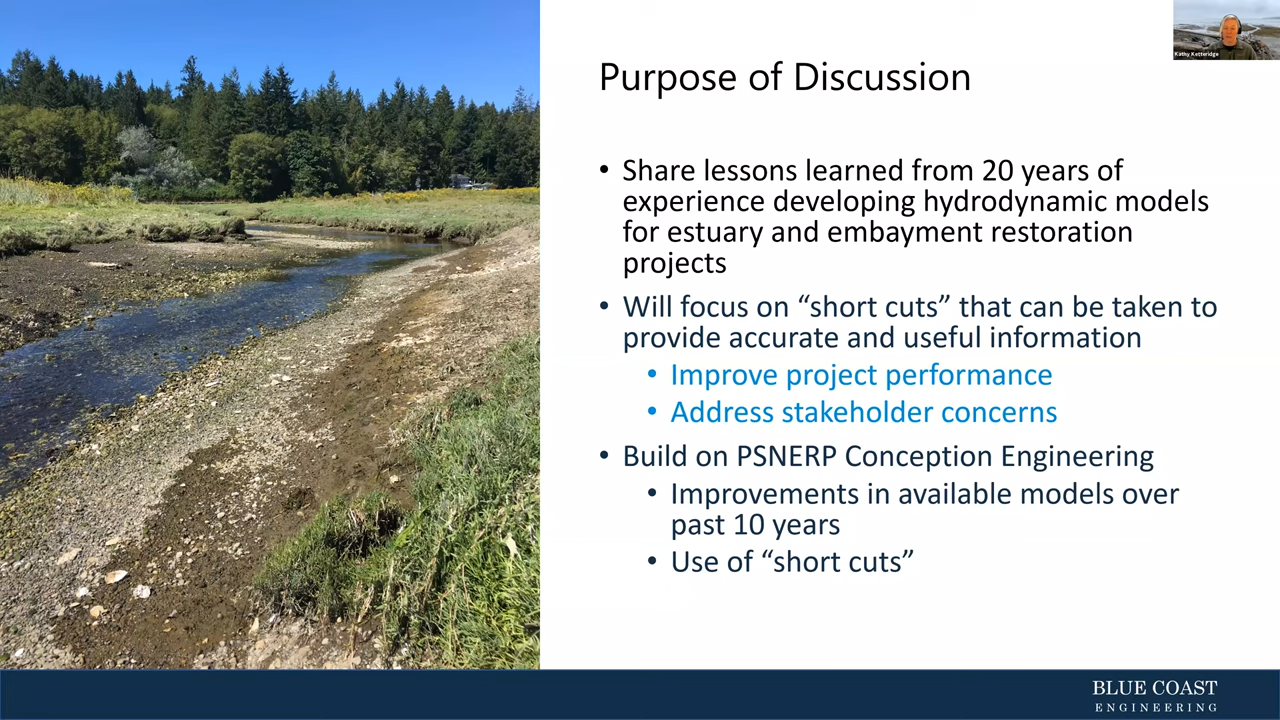 Kathy Ketteridge
Purpose of Discussion
• Share lessons learned from 20 years of
experience developing hydrodynamic models
for estuary and embayment restoration
projects
• Will focus on “short cuts” that can be taken to
provide accurate and useful information
• Improve project performance
• Address stakeholder concerns
• Build on PSNERP Conception Engineering
• Improvements in available models over
past 10 years
• Use of “short cuts”
BLUE COAST
ENGINEERING